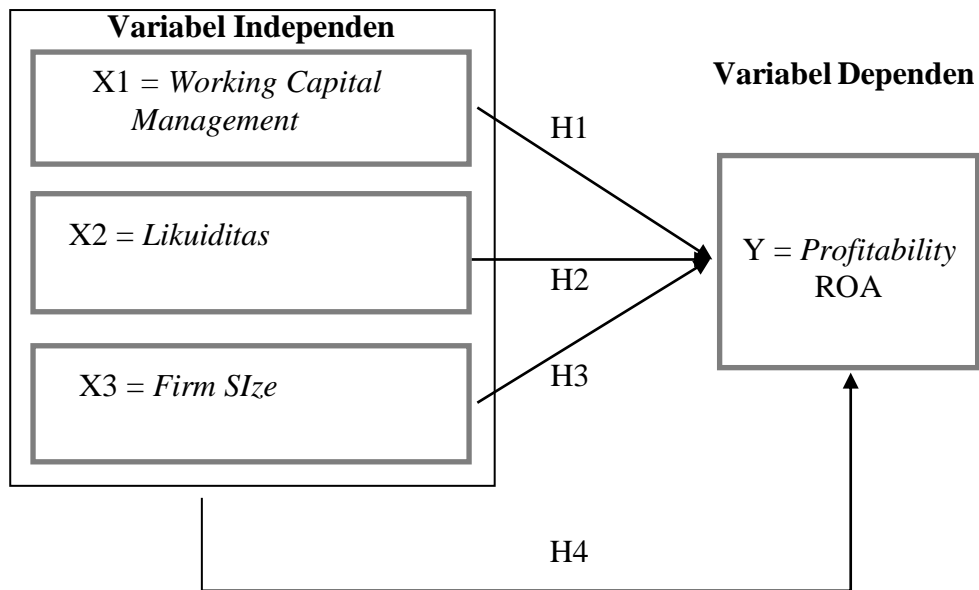 Variabel Independen
X1 = Working Capital
Management
X2 = Likuiditas
X3 = Firm SIze
H1
H2
H3
H4
Variabel Dependen
Y = Profitability
ROA